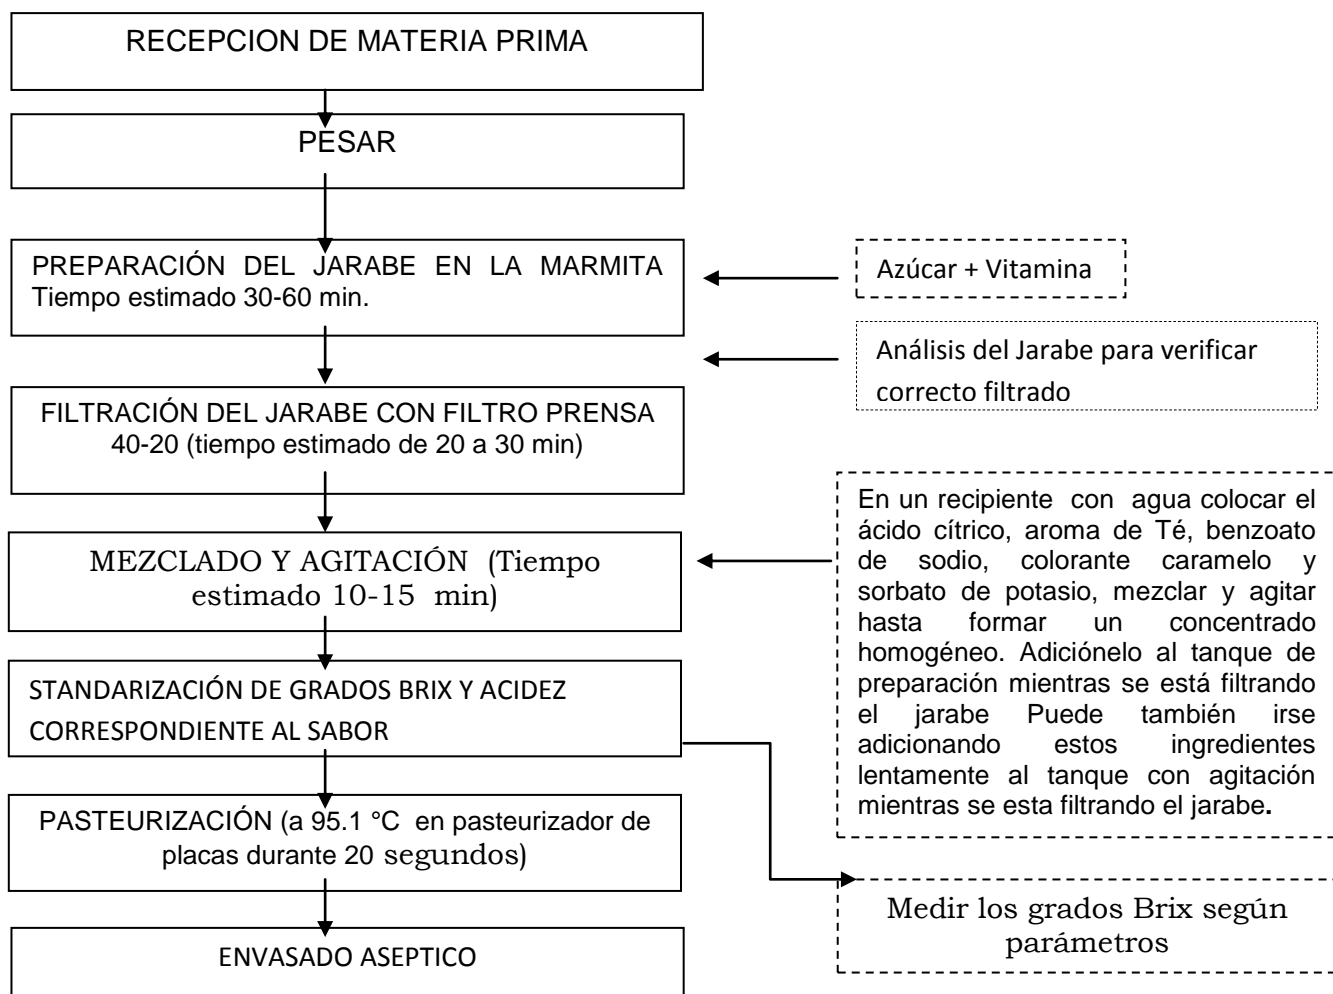 RECEPCION DE MATERIA PRIMA
PESAR
PREPARACIÓN DEL JARABE EN LA MARMITA
Tiempo estimado 30-60 min.
Azúcar + Vitamina
Análisis del Jarabe para verificar
correcto filtrado
FILTRACIÓN DEL JARABE CON FILTRO PRENSA
40-20 (tiempo estimado de 20 a 30 min)
MEZCLADO Y AGITACIÓN (Tiempo
estimado 10-15 min)
En un recipiente con agua colocar el
ácido cítrico, aroma de Té, benzoato
de sodio, colorante caramelo y
sorbato de potasio, mezclar y agitar
hasta formar un concentrado
homogéneo. Adiciónelo al tanque de
preparación mientras se está filtrando
el jarabe Puede también irse
adicionando estos ingredientes
lentamente al tanque con agitación
mientras se esta filtrando el jarabe.
STANDARIZACIÓN DE GRADOS BRIX Y ACIDEZ
CORRESPONDIENTE AL SABOR
PASTEURIZACIÓN (a 95.1 °C en pasteurizador de
placas durante 20 segundos)
Medir los grados Brix según
parámetros
ENVASADO ASEPTICO